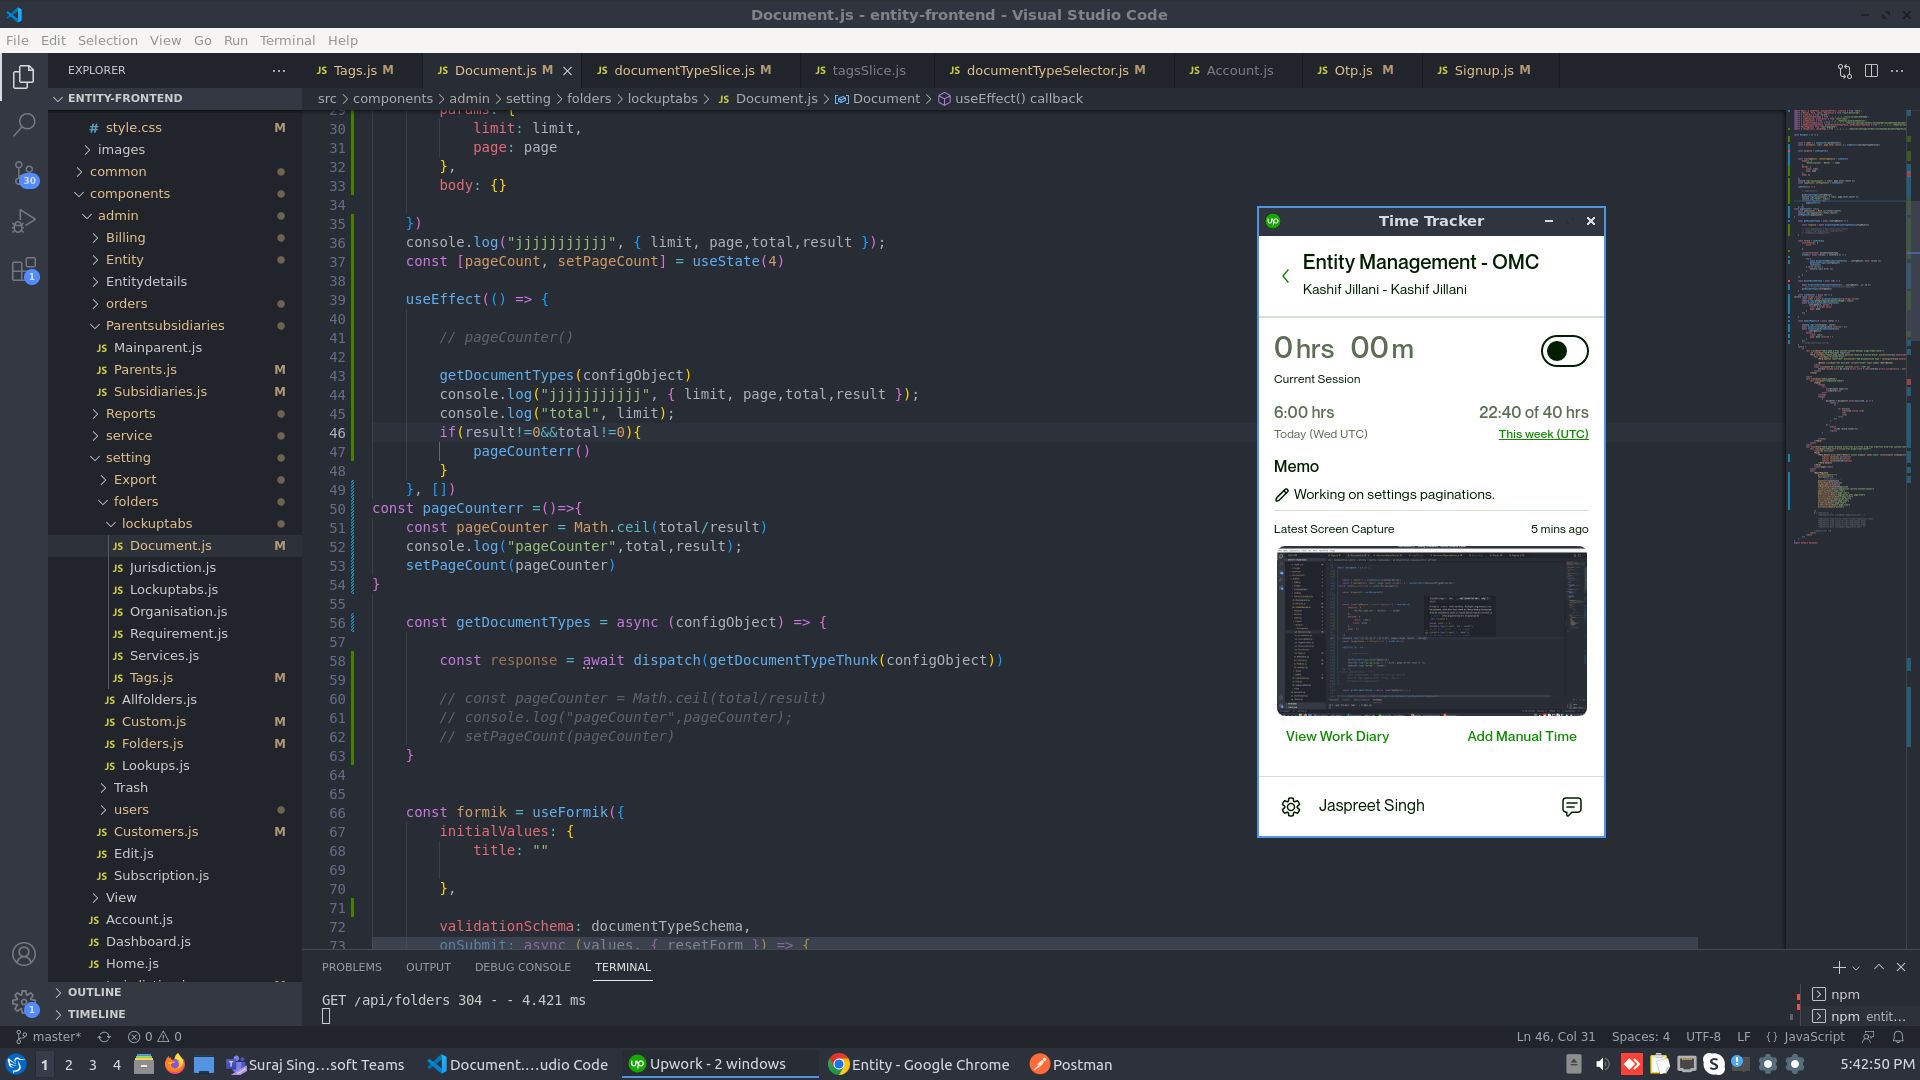 Document.js - entity-frontend - Visual Studio Code
File Edit Selection View Go Run Terminal Help
EXPLORER
Tags.js M
Document.js M
documentTypeSlice.js M
tagsSlice.js
documentTypeSelector.js M
Account.js
Otp.js M
Signup.js M
src > components > admin > setting > folders > lockuptabs > JS Document.js > Document > useEffect() callback
ENTITY-FRONTEND
# style.css M
images
common
components
admin
Billing
Entity
Entitydetails
orders
Parentsubsidiaries
JS Mainparent.js
JS Parents.js M
JS Subsidiaries.js M
Reports
service
setting
Export
folders
lockuptabs
JS Document.js M
JS Jurisdiction.js
JS Lockuptabs.js
JS Organisation.js
JS Requirement.js
JS Services.js
JS Tags.js M
JS Allfolders.js
JS Custom.js M
JS Folders.js M
JS Lookups.js
Trash
users
JS Customers.js M
JS Edit.js
JS Subscription.js
View
JS Account.js
JS Dashboard.js
JS Home.js
OUTLINE
TIMELINE
30
1
1
29 params: {
30 limit: limit,
31 page: page
32 },
33 body: {}
34
35 })
36 console.log("jjjjjjjjjjj", { limit, page,total,result });
37 const [pageCount, setPageCount] = useState(4)
38
39 useEffect(() => {
40
41 // pageCounter()
42
43 getDocumentTypes(configObject)
44 console.log("jjjjjjjjjjj", { limit, page,total,result });
45 console.log("total", limit);
46 if(result!=0&&total!=0){
47 pageCounterr()
48 }
49 }, [])
50 const pageCounterr =()=>{
51 const pageCounter = Math.ceil(total/result)
52 console.log("pageCounter",total,result);
53 setPageCount(pageCounter)
54 }
55
56 const getDocumentTypes = async (configObject) => {
57
58 const response = await dispatch(getDocumentTypeThunk(configObject))
59
60 // const pageCounter = Math.ceil(total/result)
61 // console.log("pageCounter",pageCounter);
62 // setPageCount(pageCounter)
63 }
64
65
66 const formik = useFormik({
67 initialValues: {
68 title: ""
69
70 },
71
72 validationSchema: documentTypeSchema,
73 onSubmit: async (values, { resetForm }) => {
up Time Tracker
Entity Management - OMC
Kashif Jillani - Kashif Jillani
0 hrs 00 m
Current Session
6:00 hrs 22:40 of 40 hrs
Today (Wed UTC) This week (UTC)
Memo
Working on settings paginations.
Latest Screen Capture 5 mins ago
View Work Diary Add Manual Time
Jaspreet Singh
PROBLEMS OUTPUT DEBUG CONSOLE TERMINAL
GET /api/folders 304 - - 4.421 ms
npm
npm entit...
master* 0 0 Ln 46, Col 31 Spaces: 4 UTF-8 LF {} JavaScript
1 2 3 4 Suraj Sing...soft Teams Document....udio Code Upwork - 2 windows Entity - Google Chrome Postman 5:42:50 PM